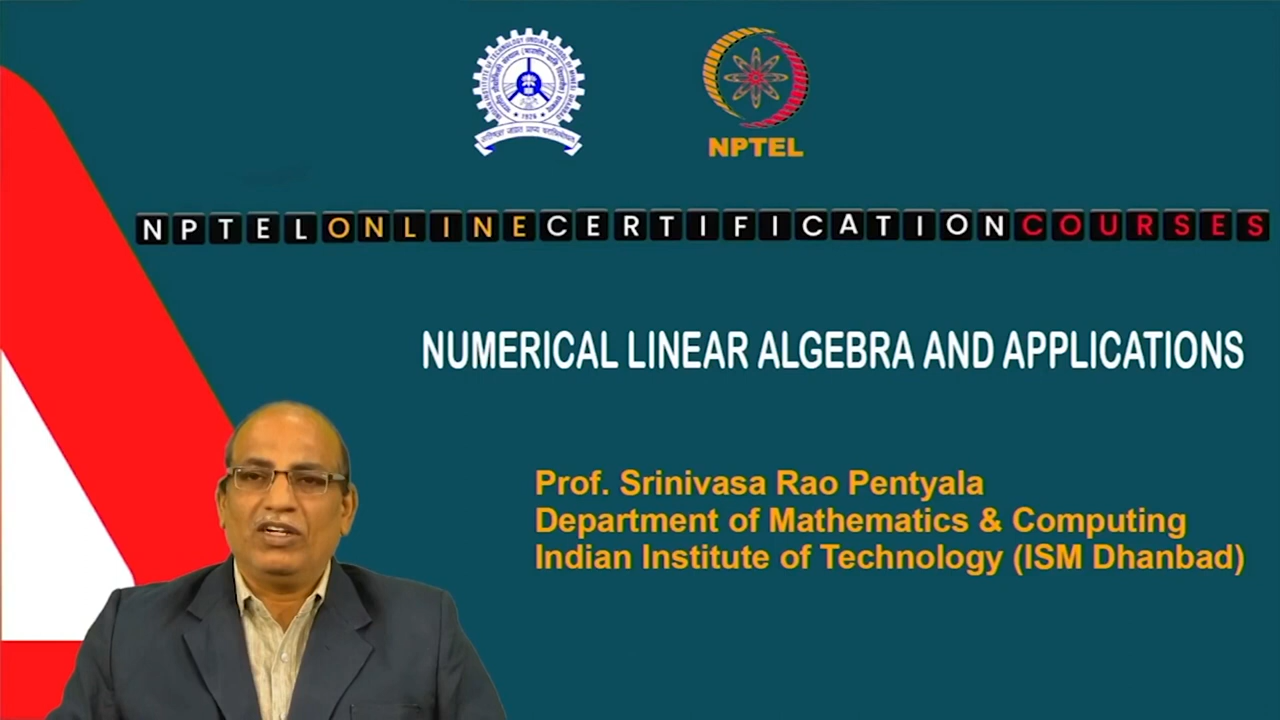 NPTEL
NPTEL ONLINE CERTIFICATION COURSES
NUMERICAL LINEAR ALGEBRA AND APPLICATIONS
Prof. Srinivasa Rao Pentyala
Department of Mathematics & Computing
Indian Institute of Technology (ISM Dhanbad)